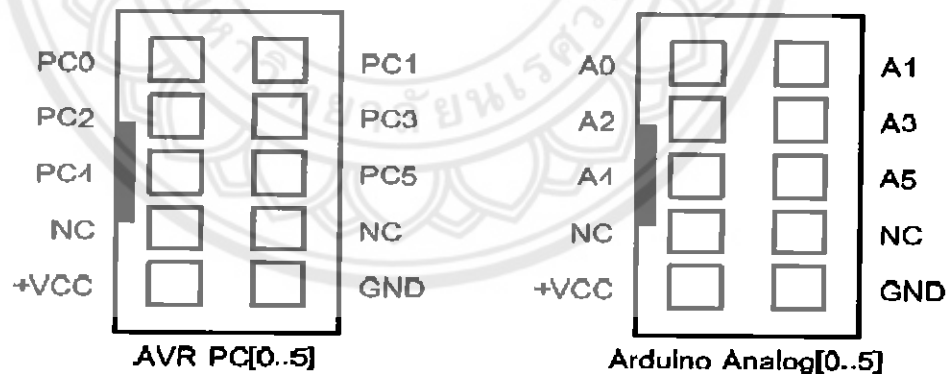 PC0 PC1 A0 A1
PC2 PC3 A2 A3
PC4 PC5 A4 A5
NC NC NC NC
+VCC GND +VCC GND
AVR PC[0..5] Arduino Analog[0..5]